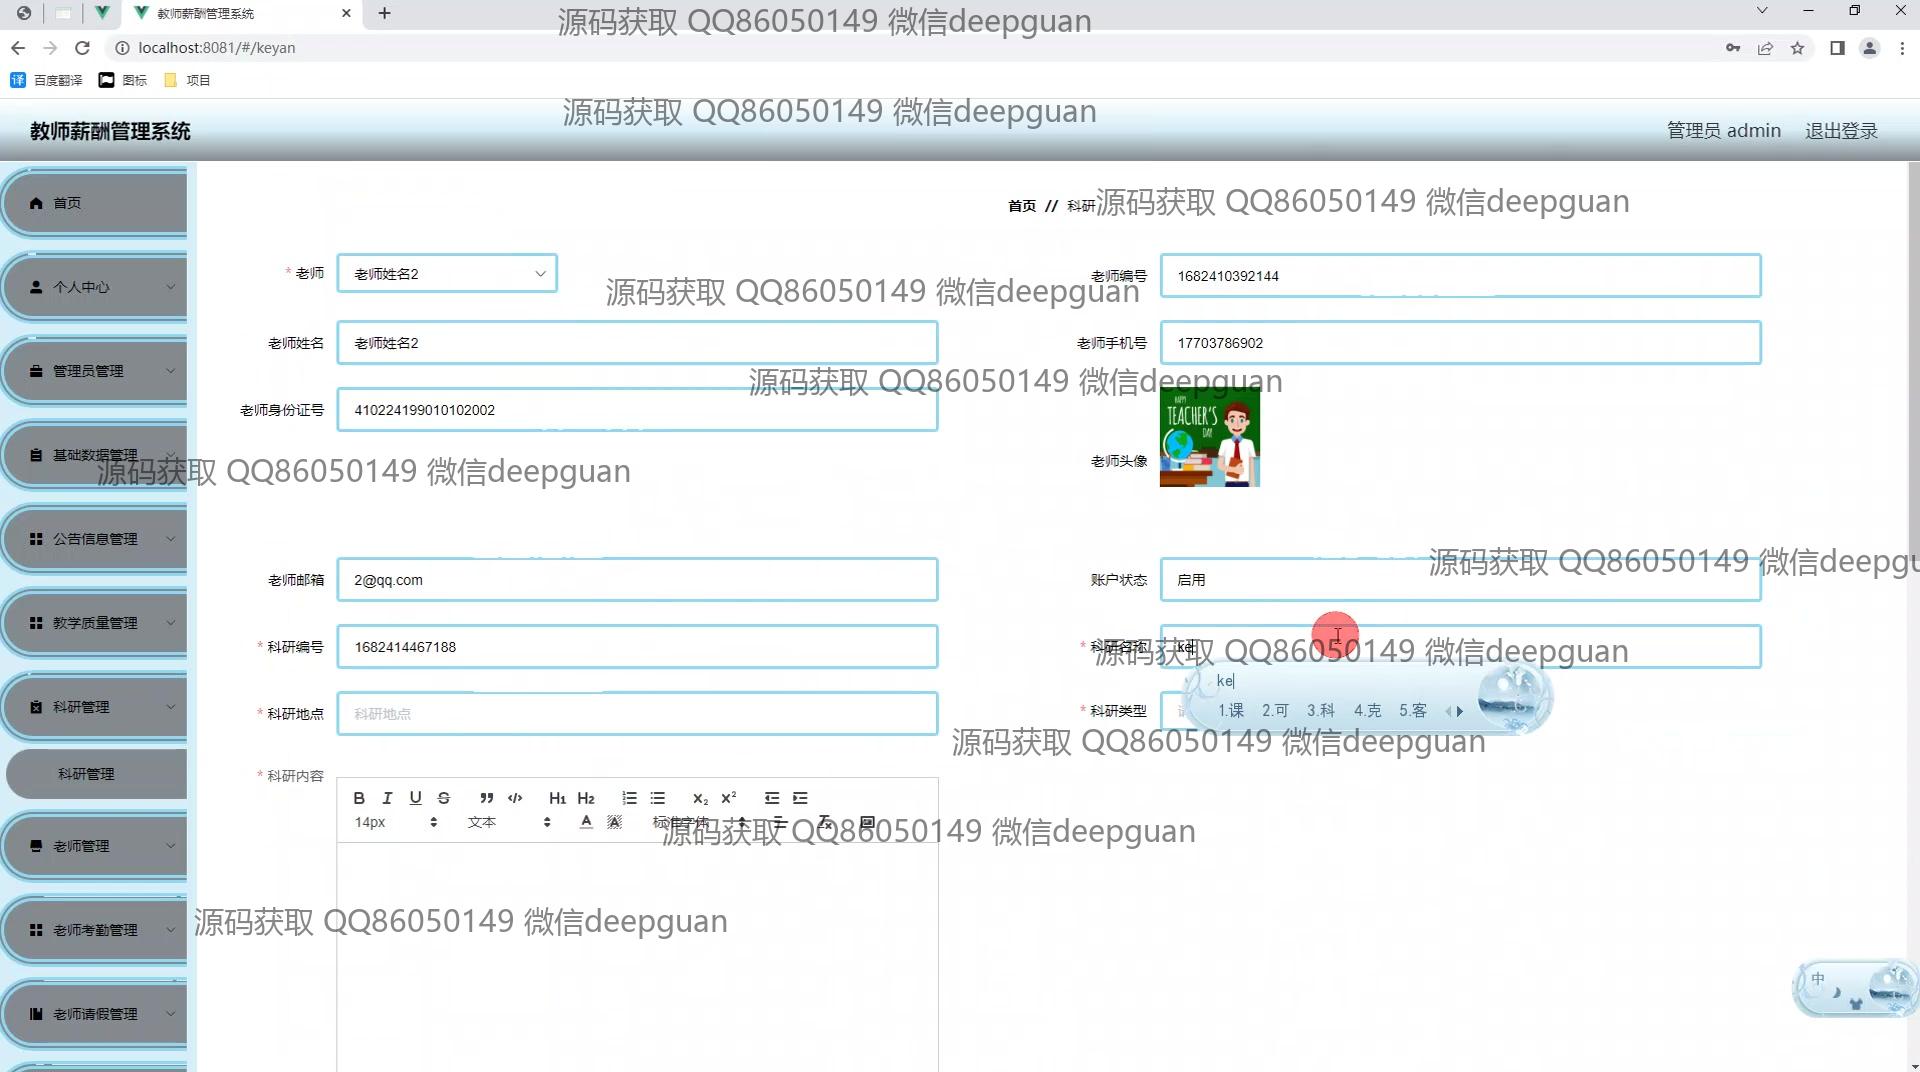 教师薪酬管理系统
源码获取 QQ86050149 微信deepguan
localhost:8081/#/keyan
百度翻译 图标 项目
源码获取 QQ86050149 微信deepguan
教师薪酬管理系统
管理员 admin 退出登录
首页
首页 // 科研
源码获取 QQ86050149 微信deepguan
* 老师 老师姓名2
老师编号 1682410392144
个人中心
源码获取 QQ86050149 微信deepguan
老师姓名 老师姓名2
老师手机号 17703786902
管理员管理
源码获取 QQ86050149 微信deepguan
老师身份证号 410224199010102002
HAPPY
TEACHER'S
DAY
老师头像
基础数据管理
源码获取 QQ86050149 微信deepguan
公告信息管理
源码获取 QQ86050149 微信deepgu
老师邮箱 2@qq.com
账户状态 启用
教学质量管理
* 科研编号 1682414467188
* 科研名称 ke
源码获取 QQ86050149 微信deepguan
ke
1.课 2.可 3.科 4.克 5.客
科研管理
* 科研地点 科研地点
* 科研类型
源码获取 QQ86050149 微信deepguan
科研管理
* 科研内容
B I U S H1 H2 X2 X2
14px 文本 A A 标准字体 Tx
源码获取 QQ86050149 微信deepguan
老师管理
老师考勤管理
源码获取 QQ86050149 微信deepguan
中
老师请假管理